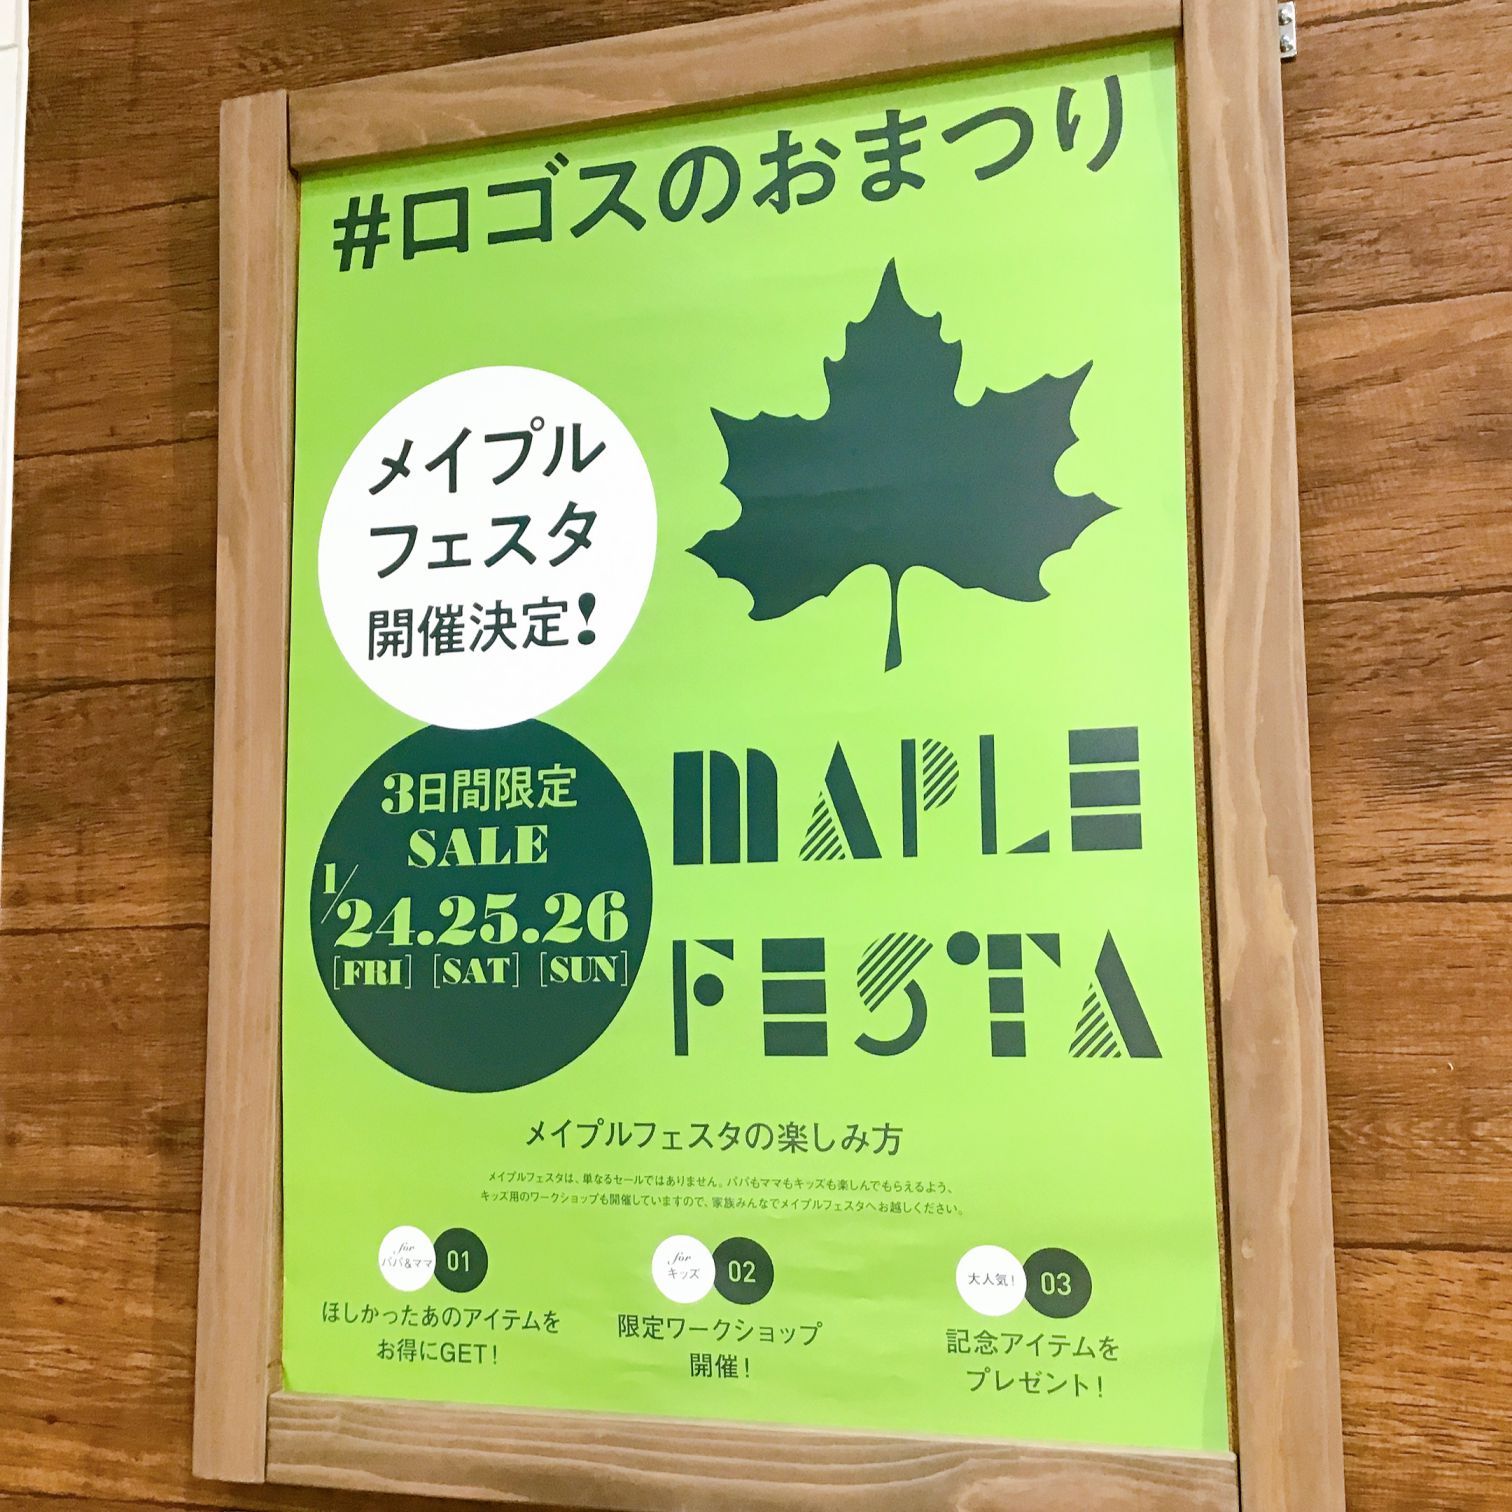 #ロゴスのおまつり
メイプル
フェスタ
開催決定!
3日間限定
SALE
1/24.25.26
[FRI] [SAT] [SUN]
MAPLE
FESTA
メイプルフェスタの楽しみ方
メイプルフェスタは、単なるセールではありません。パパもママもキッズも楽しんでもらえるよう、
キッズ用のワークショップも開催していますので、家族みんなでメイプルフェスタへお越しください。
for
パパ&ママ
01
ほしかったあのアイテムを
お得にGET!
for
キッズ
02
限定ワークショップ
開催!
大人気!
03
記念アイテムを
プレゼント!